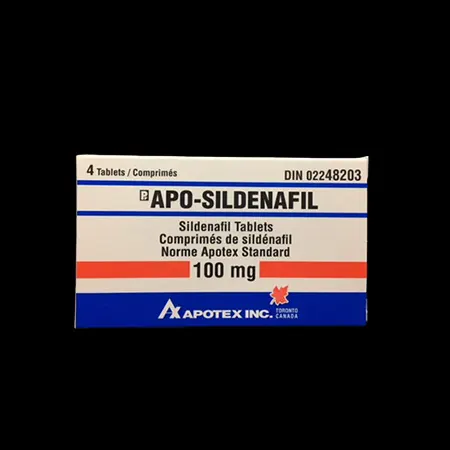 4 Tablets / Comprimés
DIN 02248203
Pr APO-SILDENAFIL
Sildenafil Tablets
Comprimés de sildénafil
Norme Apotex Standard
100 mg
APOTEX INC.
TORONTO
CANADA